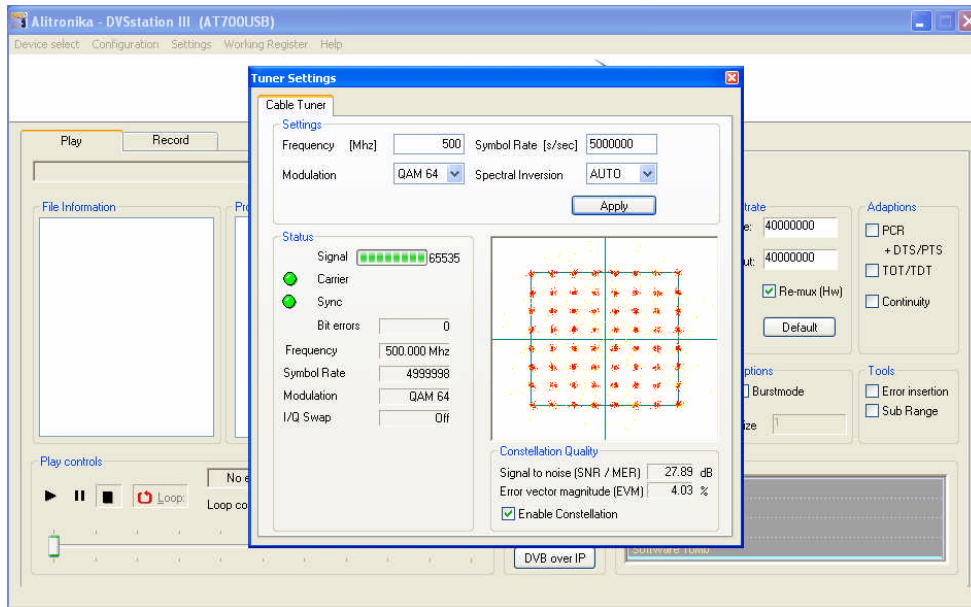 Alitronika - DVSstation III (AT700USB)
Device select Configuration Settings Working Register Help
Tuner Settings
Cable Tuner
Settings
Frequency [Mhz] 500 Symbol Rate [s/sec] 5000000
Modulation QAM 64 Spectral Inversion AUTO
Apply
Status
Signal 65535
Carrier
Sync
Bit errors 0
Frequency 500.000 Mhz
Symbol Rate 4999998
Modulation QAM 64
I/Q Swap Off
Constellation Quality
Signal to noise (SNR / MER) 27.89 dB
Error vector magnitude (EVM) 4.03 %
Enable Constellation
Play Record
File Information
40000000
40000000
Re-mux (Hw)
Default
Adaptions
PCR
+ DTS/PTS
TOT/TDT
Continuity
Burstmode
1
Tools
Error insertion
Sub Range
Play controls
No
Loop:
Loop
DVB over IP